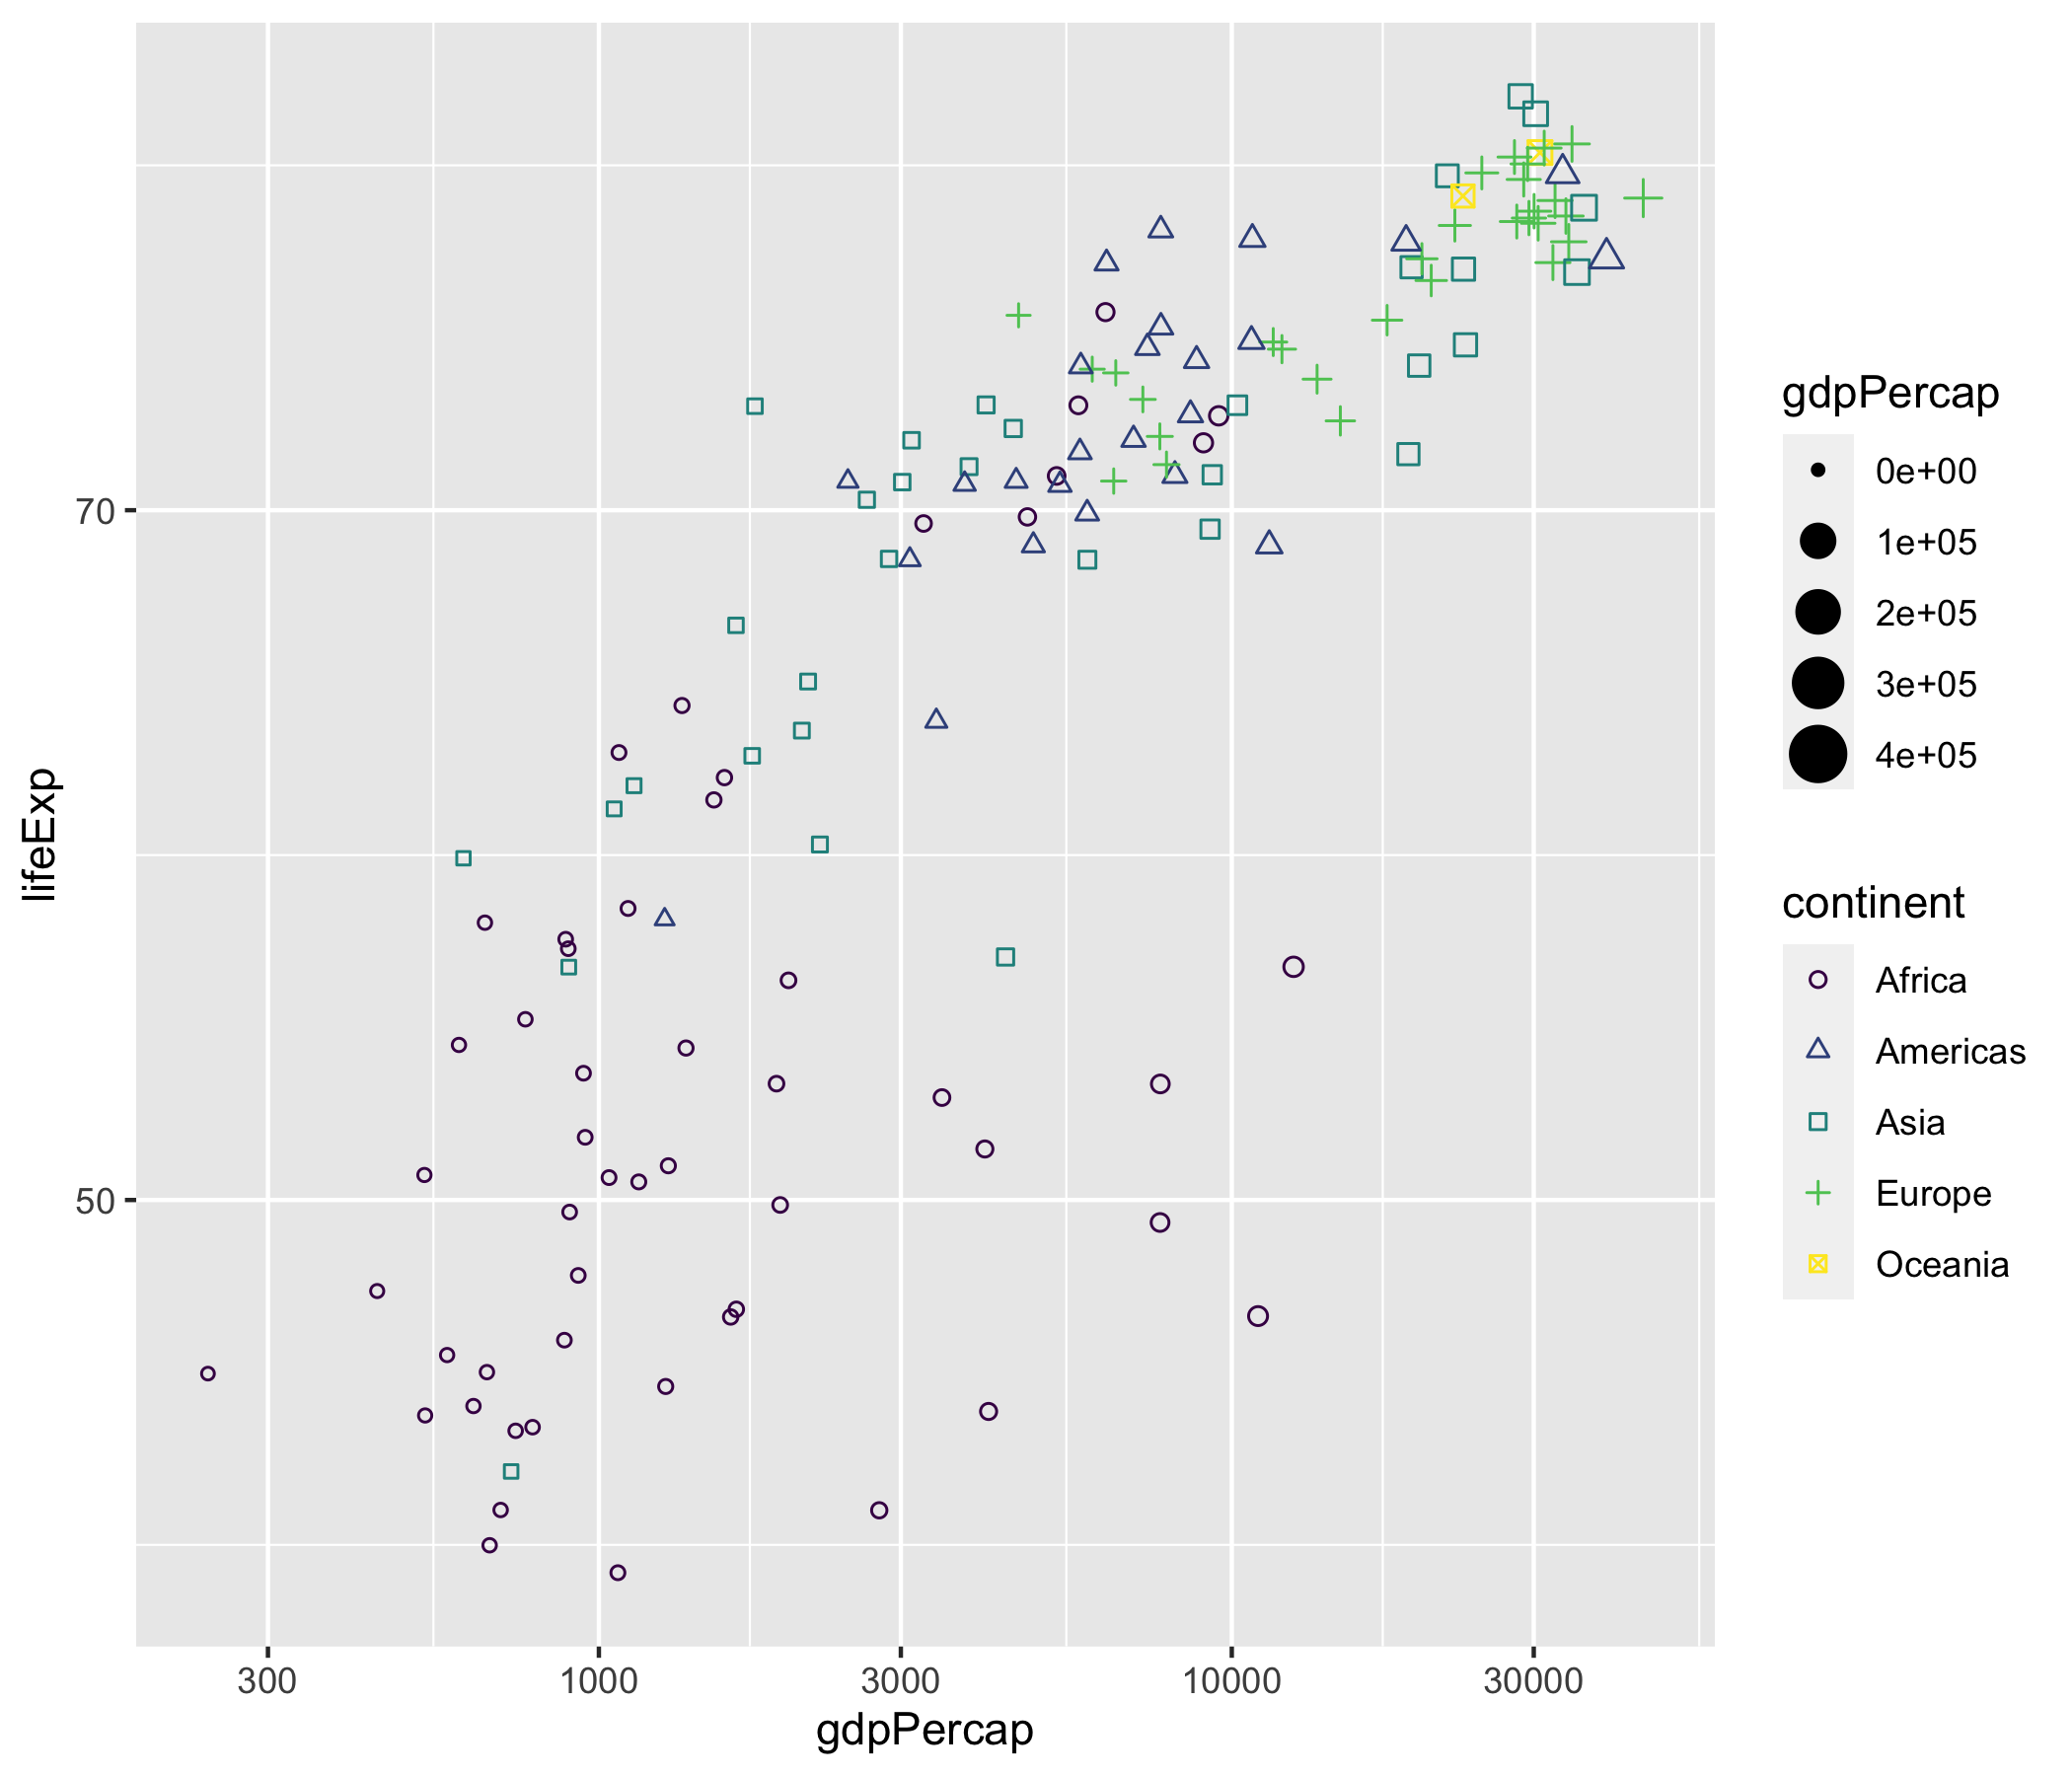 lifeExp
70
50
300 1000 3000 10000 30000
gdpPercap
gdpPercap
0e+00
1e+05
2e+05
3e+05
4e+05
continent
Africa
Americas
Asia
Europe
Oceania